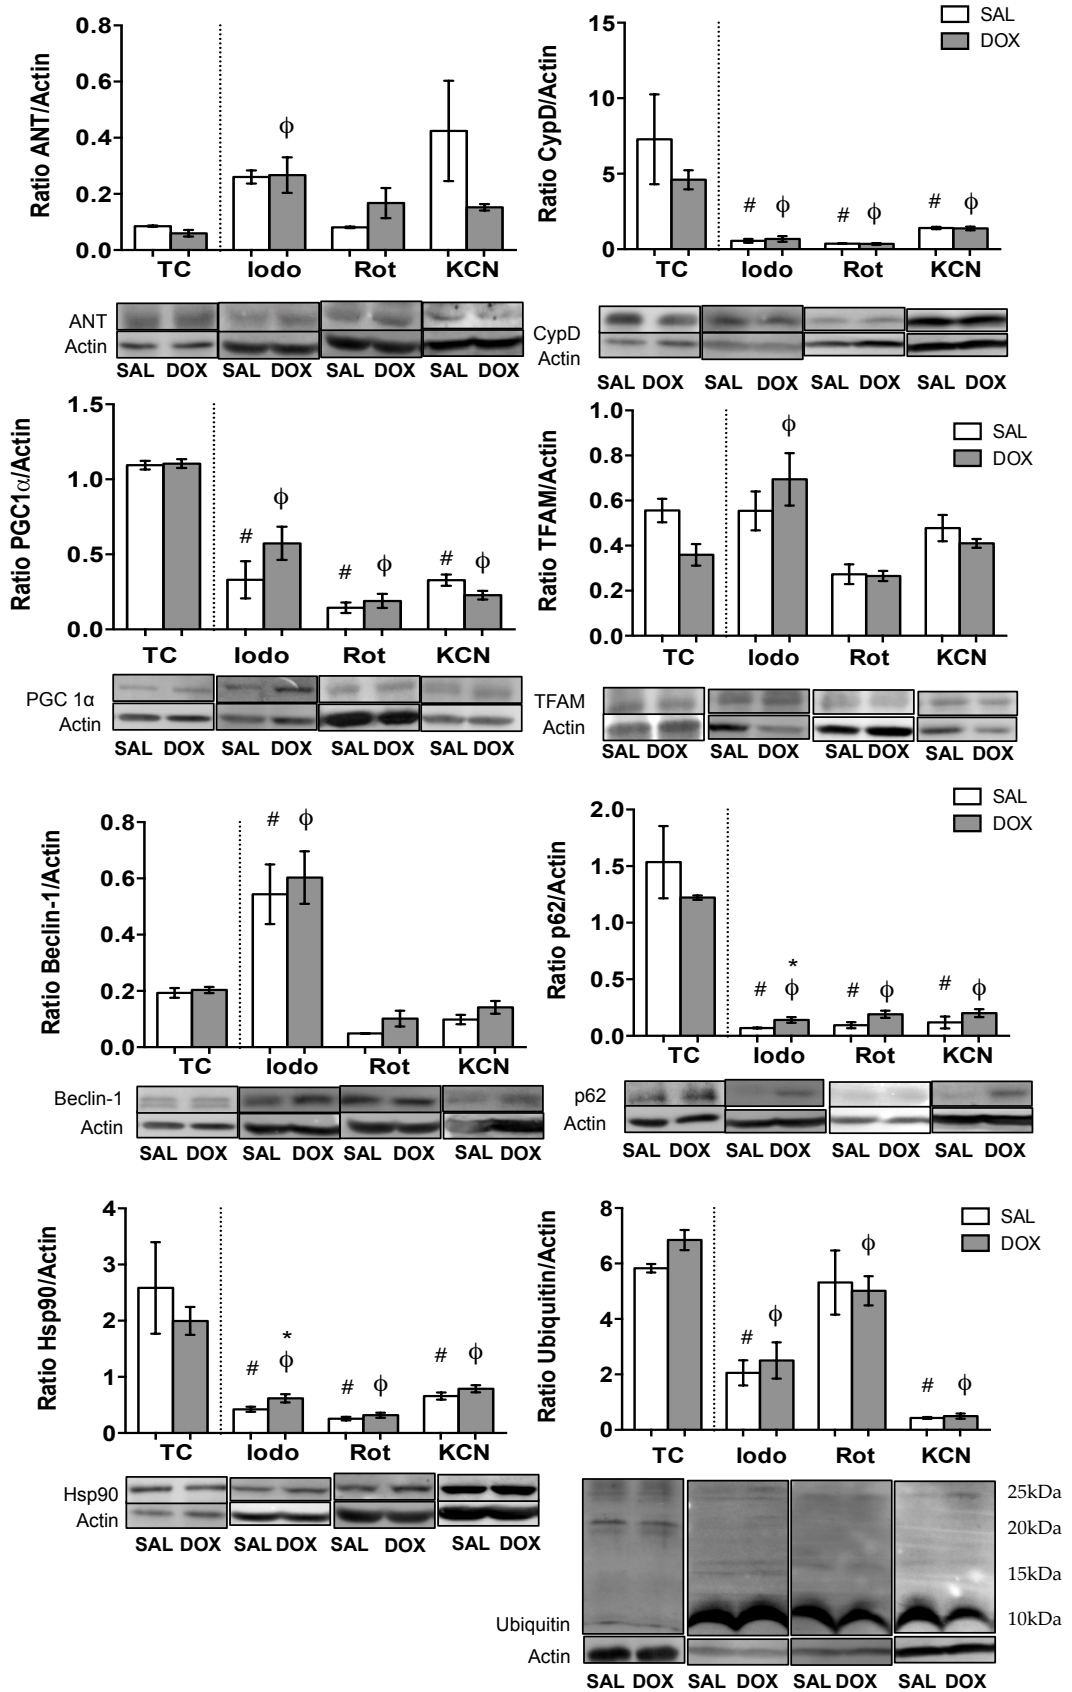 SAL
DOX
Ratio ANT/Actin
0.8
0.6
0.4
0.2
0.0
ϕ
TC Iodo Rot KCN
ANT
Actin
SAL DOX SAL DOX SAL DOX SAL DOX
Ratio CypD/Actin
15
10
5
0
# ϕ # ϕ # ϕ
TC Iodo Rot KCN
CypD
Actin
SAL DOX SAL DOX SAL DOX SAL DOX
Ratio PGC1α/Actin
1.5
1.0
0.5
0.0
# ϕ # ϕ # ϕ
TC Iodo Rot KCN
PGC 1α
Actin
SAL DOX SAL DOX SAL DOX SAL DOX
SAL
DOX
Ratio TFAM/Actin
1.0
0.8
0.6
0.4
0.2
0.0
ϕ
TC Iodo Rot KCN
TFAM
Actin
SAL DOX SAL DOX SAL DOX SAL DOX
Ratio Beclin-1/Actin
0.8
0.6
0.4
0.2
0.0
# ϕ
TC Iodo Rot KCN
Beclin-1
Actin
SAL DOX SAL DOX SAL DOX SAL DOX
SAL
DOX
Ratio p62/Actin
2.0
1.5
1.0
0.5
0.0
*
# ϕ # ϕ # ϕ
TC Iodo Rot KCN
p62
Actin
SAL DOX SAL DOX SAL DOX SAL DOX
Ratio Hsp90/Actin
4
3
2
1
0
*
# ϕ # ϕ # ϕ
TC Iodo Rot KCN
Hsp90
Actin
SAL DOX SAL DOX SAL DOX SAL DOX
SAL
DOX
Ratio Ubiquitin/Actin
8
6
4
2
0
# ϕ ϕ # ϕ
TC Iodo Rot KCN
25kDa
20kDa
15kDa
10kDa
Ubiquitin
Actin
SAL DOX SAL DOX SAL DOX SAL DOX